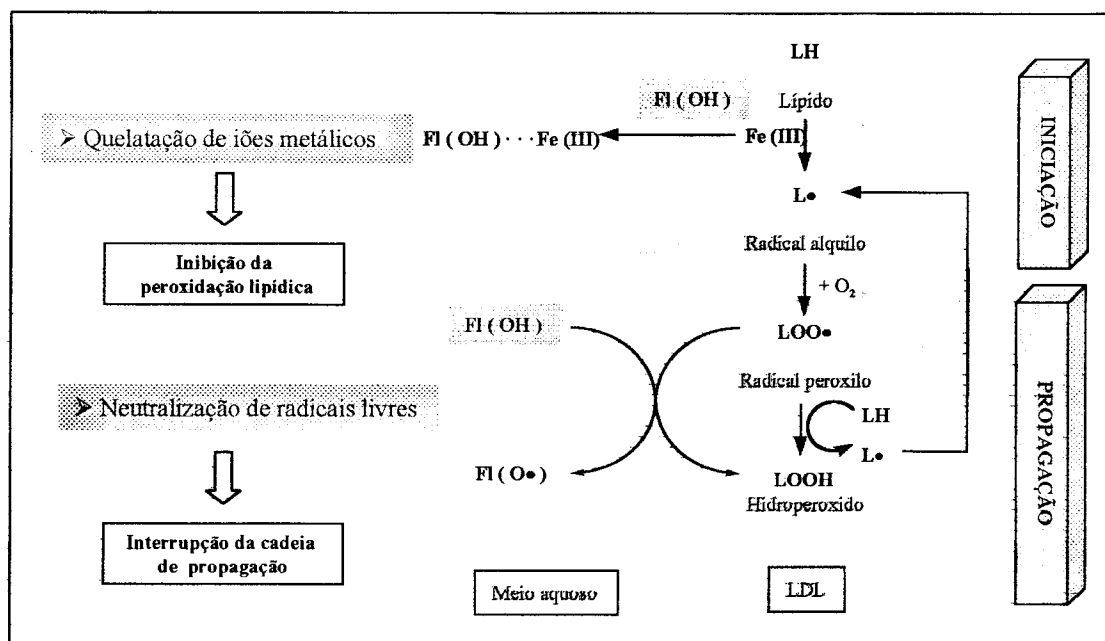 LH
Fl ( OH )
Lípido
➢ Quelatação de iões metálicos
Fl ( OH ) · · · Fe (III)
Fe (III)
L●
Inibição da
peroxidação lipídica
Radical alquilo
+ O₂
Fl ( OH )
LOO●
Radical peroxilo
➢ Neutralização de radicais livres
LH
L●
Fl ( O● )
LOOH
Hidroperoxido
Interrupção da cadeia
de propagação
Meio aquoso
LDL
INICIAÇÃO
PROPAGAÇÃO